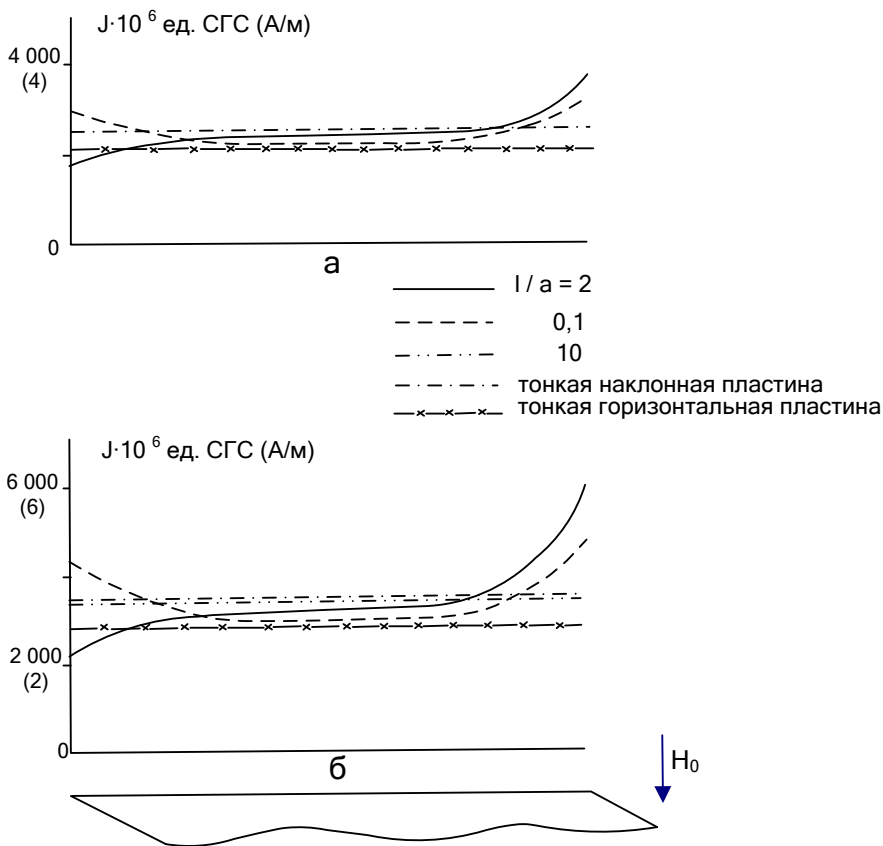 J·10 6 ед. СГС (А/м)
4 000
(4)
0
а
l / a = 2
0,1
10
тонкая наклонная пластина
тонкая горизонтальная пластина
J·10 6 ед. СГС (А/м)
6 000
(6)
2 000
(2)
0
б
H0